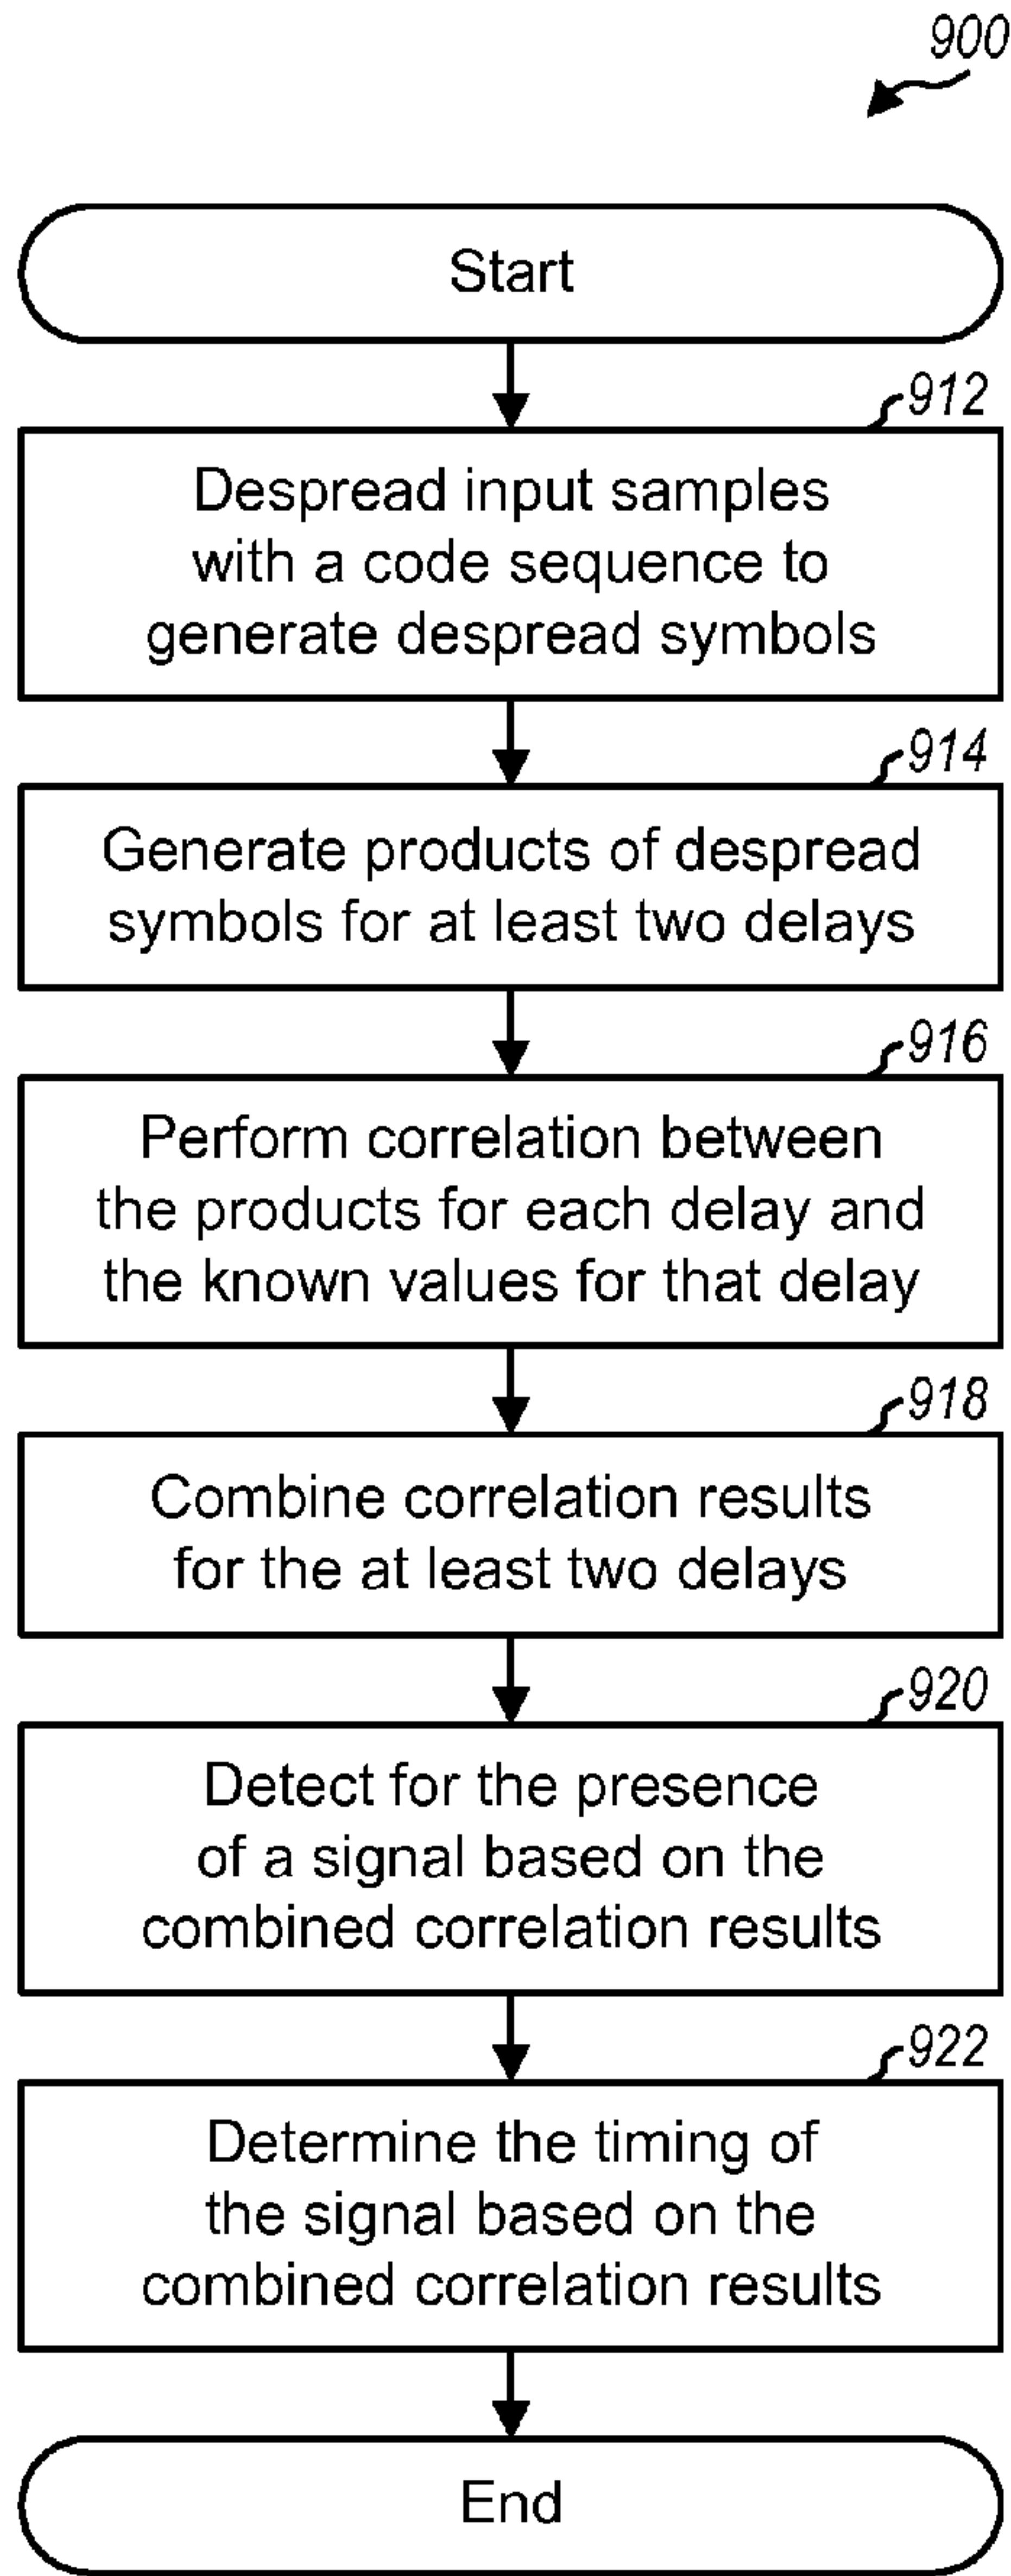 900
Start
912
Despread input samples
with a code sequence to
generate despread symbols
914
Generate products of despread
symbols for at least two delays
916
Perform correlation between
the products for each delay and
the known values for that delay
918
Combine correlation results
for the at least two delays
920
Detect for the presence
of a signal based on the
combined correlation results
922
Determine the timing of
the signal based on the
combined correlation results
End